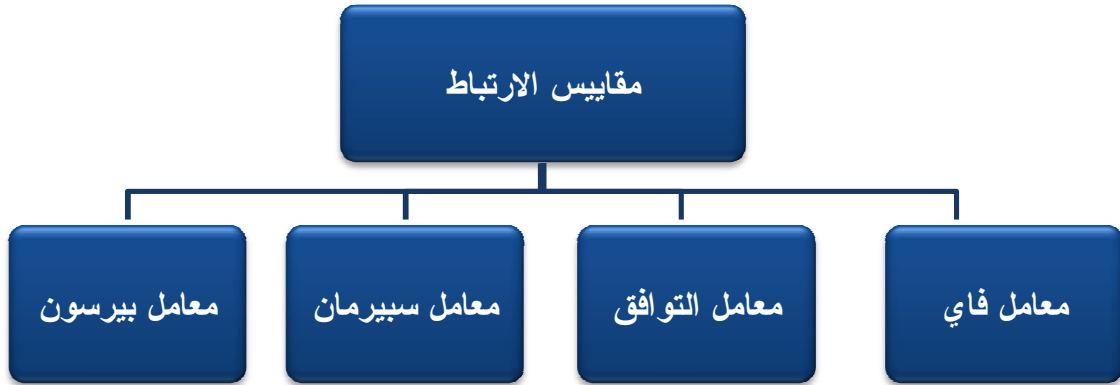 مقاييس الارتباط
معامل فاي
معامل التوافق
معامل سبيرمان
معامل بيرسون